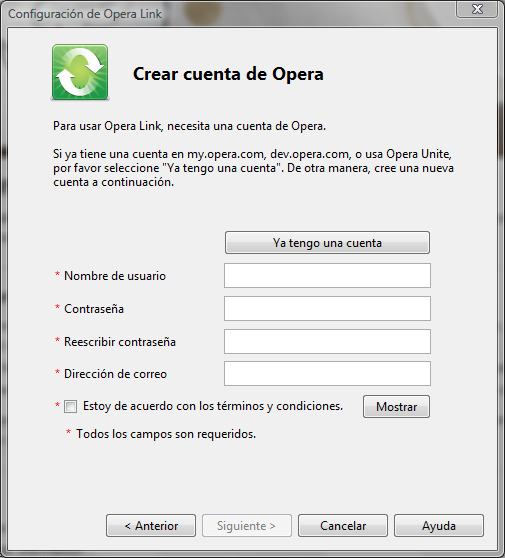 Configuración de Opera Link
Crear cuenta de Opera
Para usar Opera Link, necesita una cuenta de Opera.
Si ya tiene una cuenta en my.opera.com, dev.opera.com, o usa Opera Unite,
por favor seleccione "Ya tengo una cuenta". De otra manera, cree una nueva
cuenta a continuación.
Ya tengo una cuenta
* Nombre de usuario
* Contraseña
* Reescribir contraseña
* Dirección de correo
* Estoy de acuerdo con los términos y condiciones. Mostrar
* Todos los campos son requeridos.
< Anterior Siguiente > Cancelar Ayuda